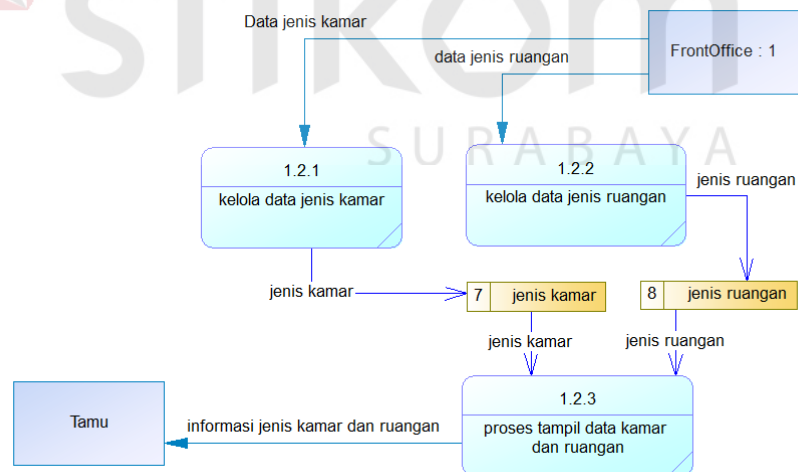 stikom
SURABAYA
Data jenis kamar
data jenis ruangan
FrontOffice : 1
1.2.1
kelola data jenis kamar
1.2.2
kelola data jenis ruangan
jenis ruangan
jenis kamar
7 jenis kamar
8 jenis ruangan
jenis kamar
jenis ruangan
1.2.3
proses tampil data kamar
dan ruangan
Tamu
informasi jenis kamar dan ruangan